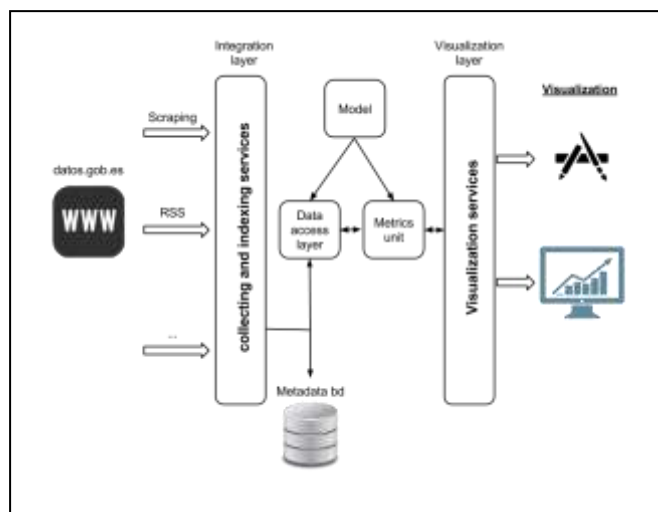 Integration
layer
Visualization
layer
Visualization
Scraping
Model
datos.gob.es
WWW
RSS
...
collecting and indexing services
Data
access
layer
Metrics
unit
Visualization services
Metadata bd